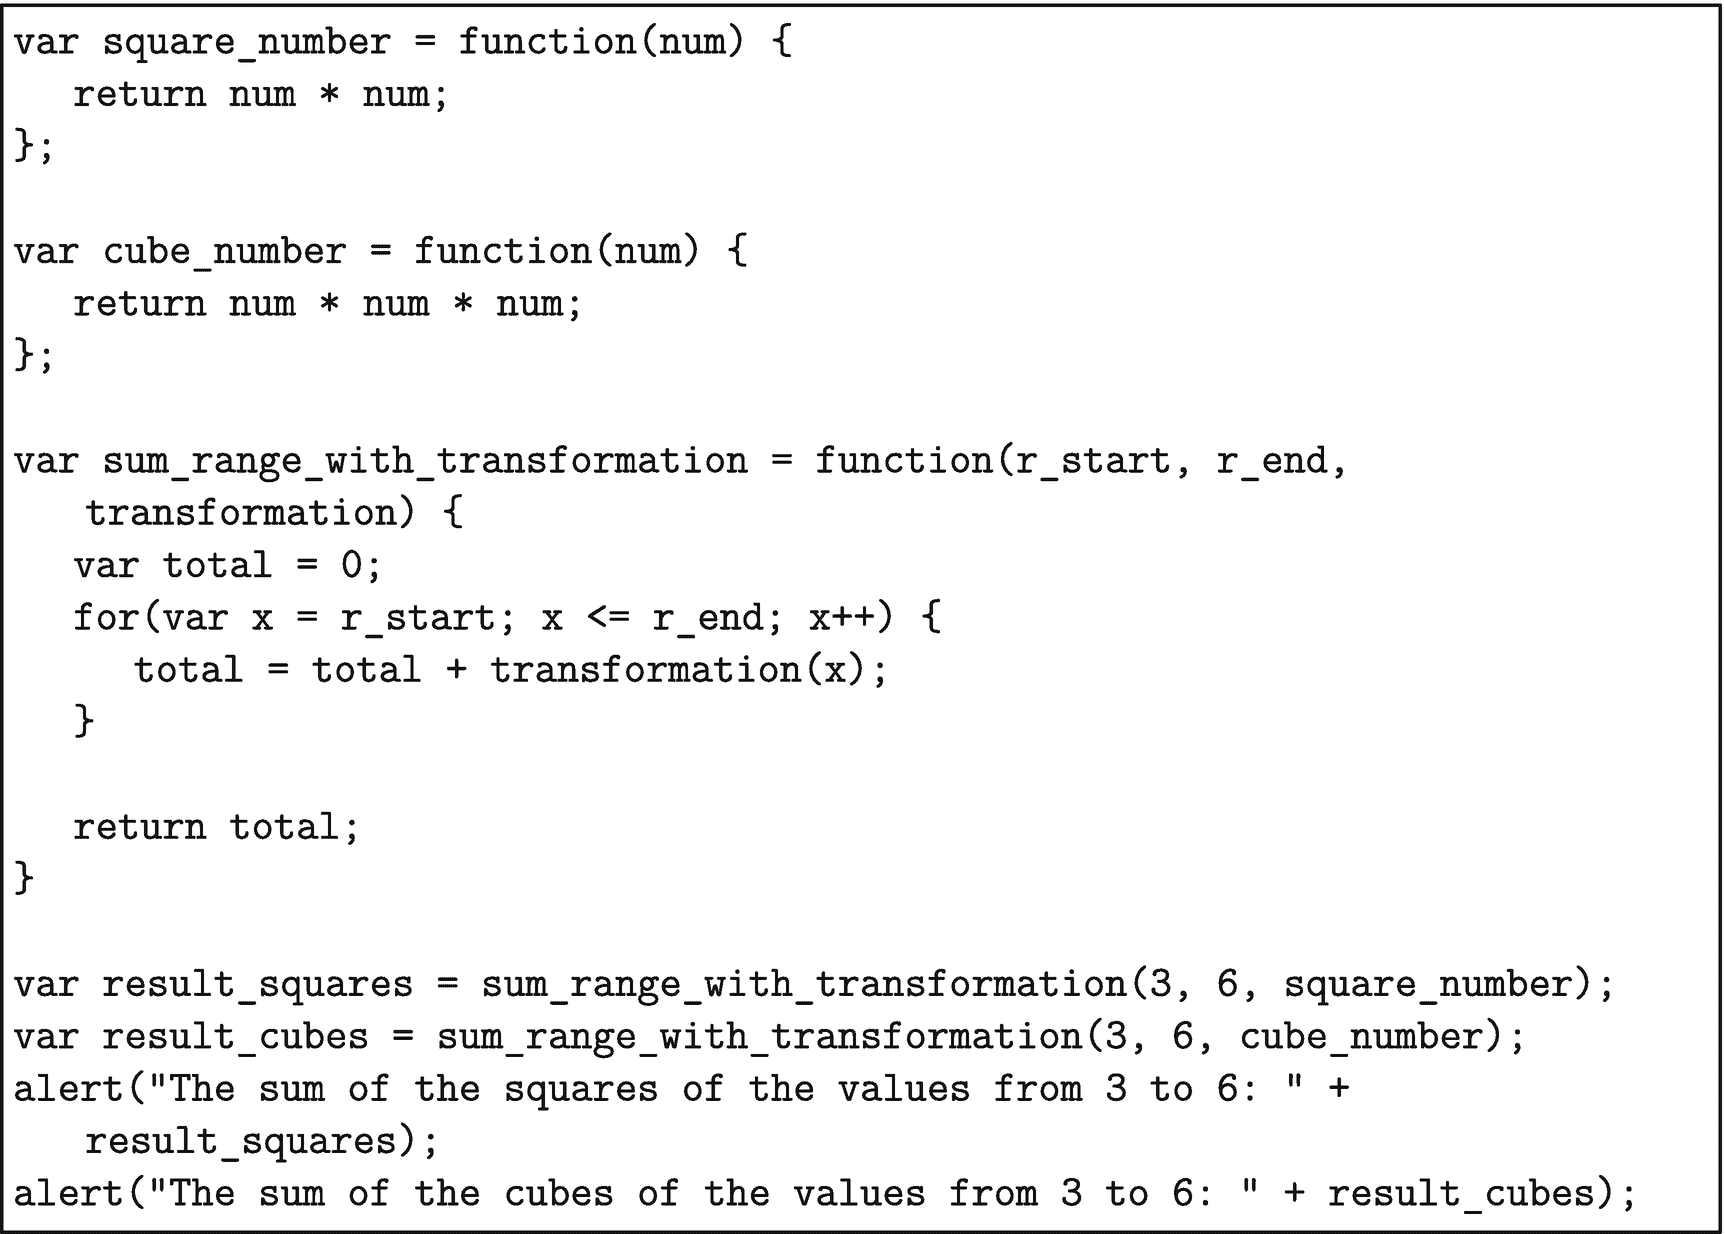 var square_number = function(num) {
   return num * num;
};

var cube_number = function(num) {
   return num * num * num;
};

var sum_range_with_transformation = function(r_start, r_end,
    transformation) {
   var total = 0;
   for(var x = r_start; x <= r_end; x++) {
      total = total + transformation(x);
   }

   return total;
}

var result_squares = sum_range_with_transformation(3, 6, square_number);
var result_cubes = sum_range_with_transformation(3, 6, cube_number);
alert("The sum of the squares of the values from 3 to 6: " +
    result_squares);
alert("The sum of the cubes of the values from 3 to 6: " + result_cubes);